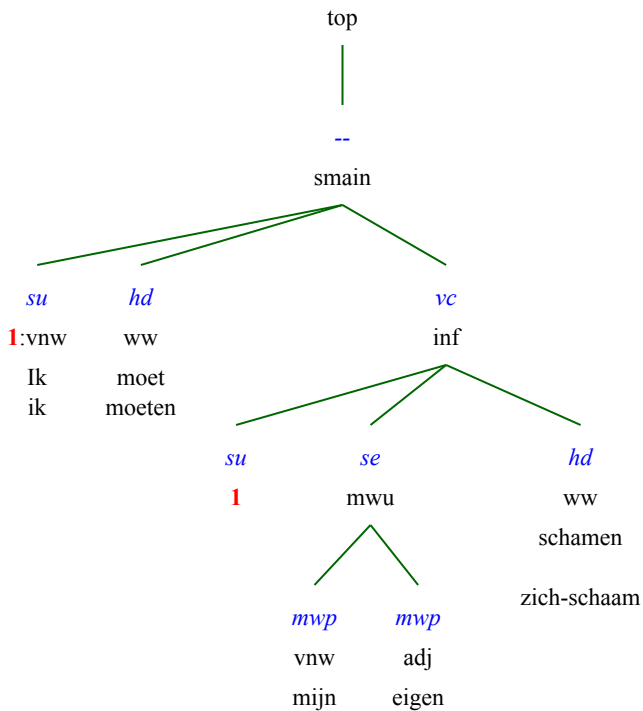 top
--
smain
su hd vc
1:vnw ww inf
Ik moet
ik moeten
su se hd
1 mwu ww
schamen
zich-schaam
mwp mwp
vnw adj
mijn eigen